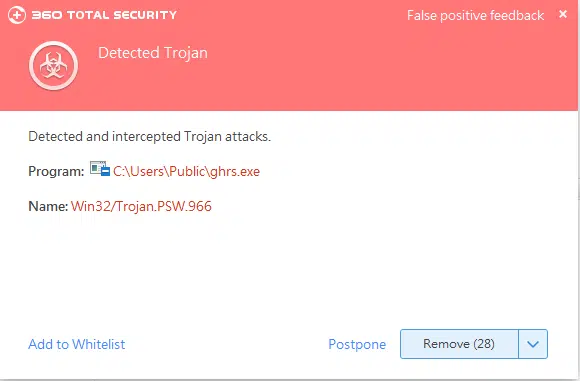 360 TOTAL SECURITY
False positive feedback
Detected Trojan
Detected and intercepted Trojan attacks.
Program: C:\Users\Public\ghrs.exe
Name: Win32/Trojan.PSW.966
Add to Whitelist
Postpone
Remove (28)